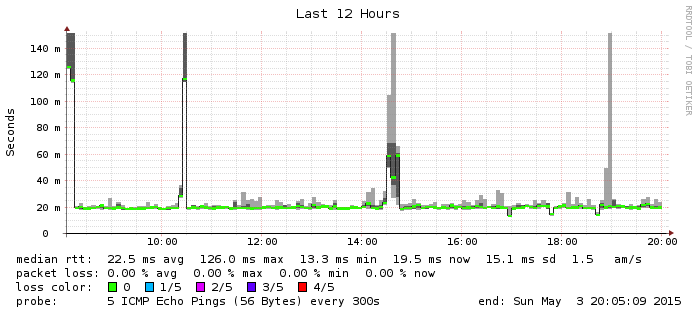 Last 12 Hours
RRDTOOL / TOBI OETIKER
Seconds
140 m
120 m
100 m
80 m
60 m
40 m
20 m
0
10:00 12:00 14:00 16:00 18:00 20:00
median rtt: 22.5 ms avg 126.0 ms max 13.3 ms min 19.5 ms now 15.1 ms sd 1.5 am/s
packet loss: 0.00 % avg 0.00 % max 0.00 % min 0.00 % now
loss color: 0 1/5 2/5 3/5 4/5
probe: 5 ICMP Echo Pings (56 Bytes) every 300s end: Sun May 3 20:05:09 2015